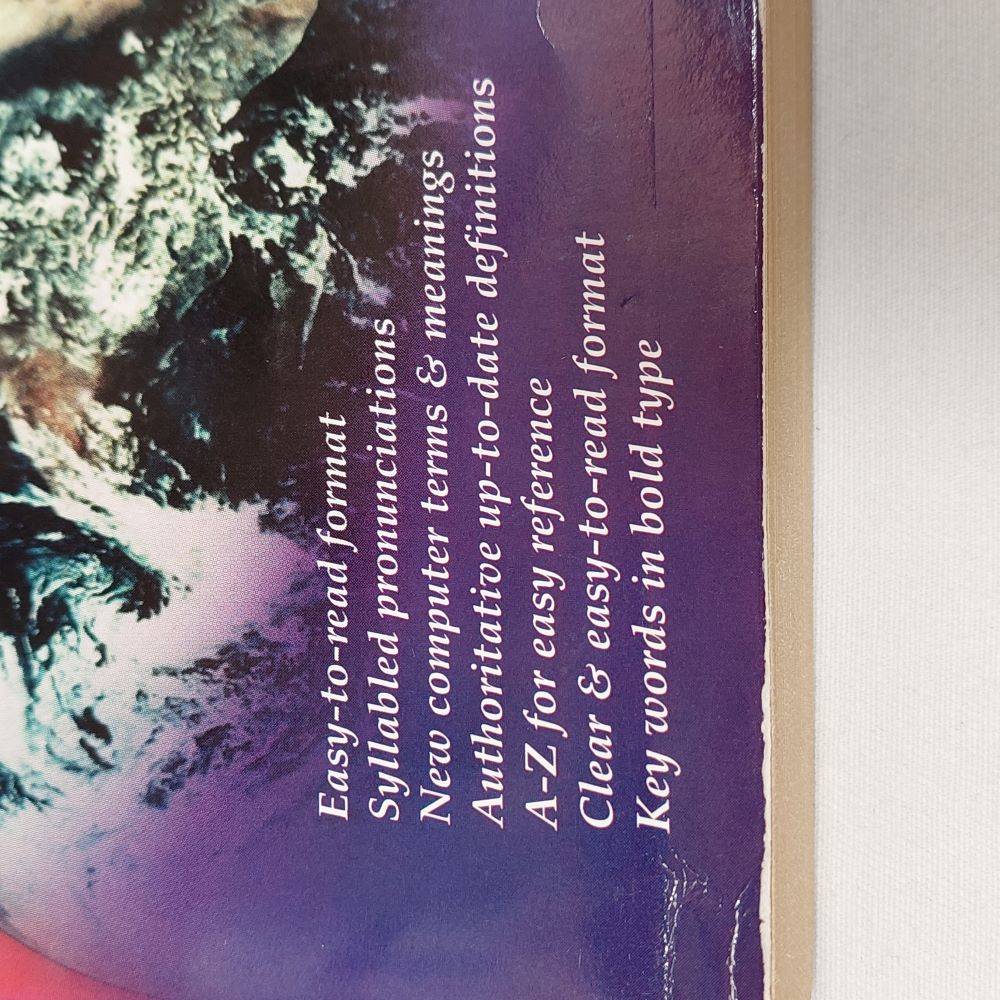 Easy-to-read format
Syllabled pronunciations
New computer terms & meanings
Authoritative up-to-date definitions
A-Z for easy reference
Clear & easy-to-read format
Key words in bold type